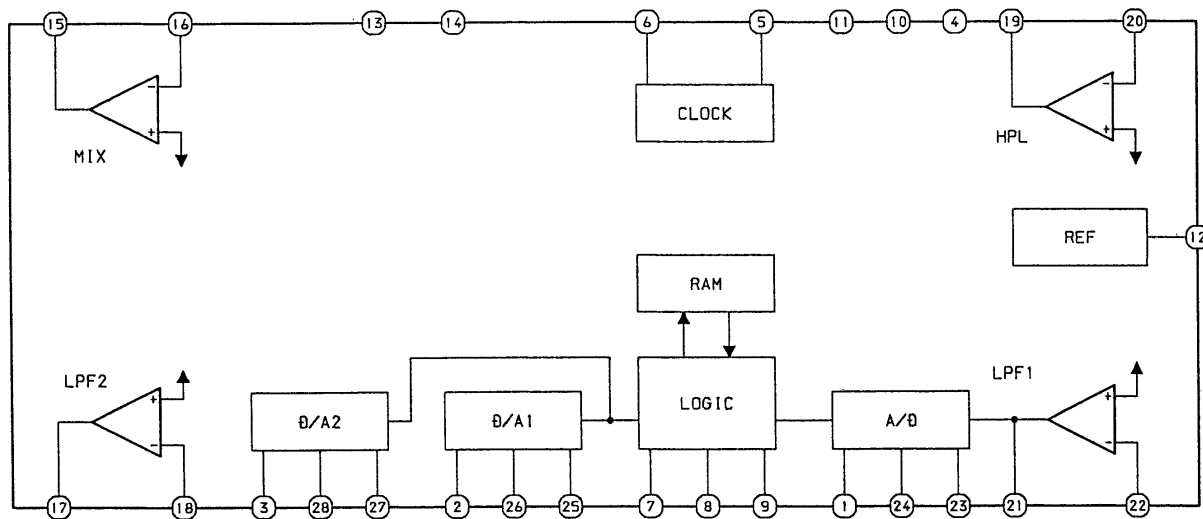 15 16 13 14 6 5 11 10 4 19 20
- -
CLOCK
+ +
MIX HPL
REF 12
RAM
LPF2 LPF1
+ +
Đ/A2 Đ/A1 LOGIC A/Đ
- -
17 18 3 28 27 2 26 25 7 8 9 1 24 23 21 22